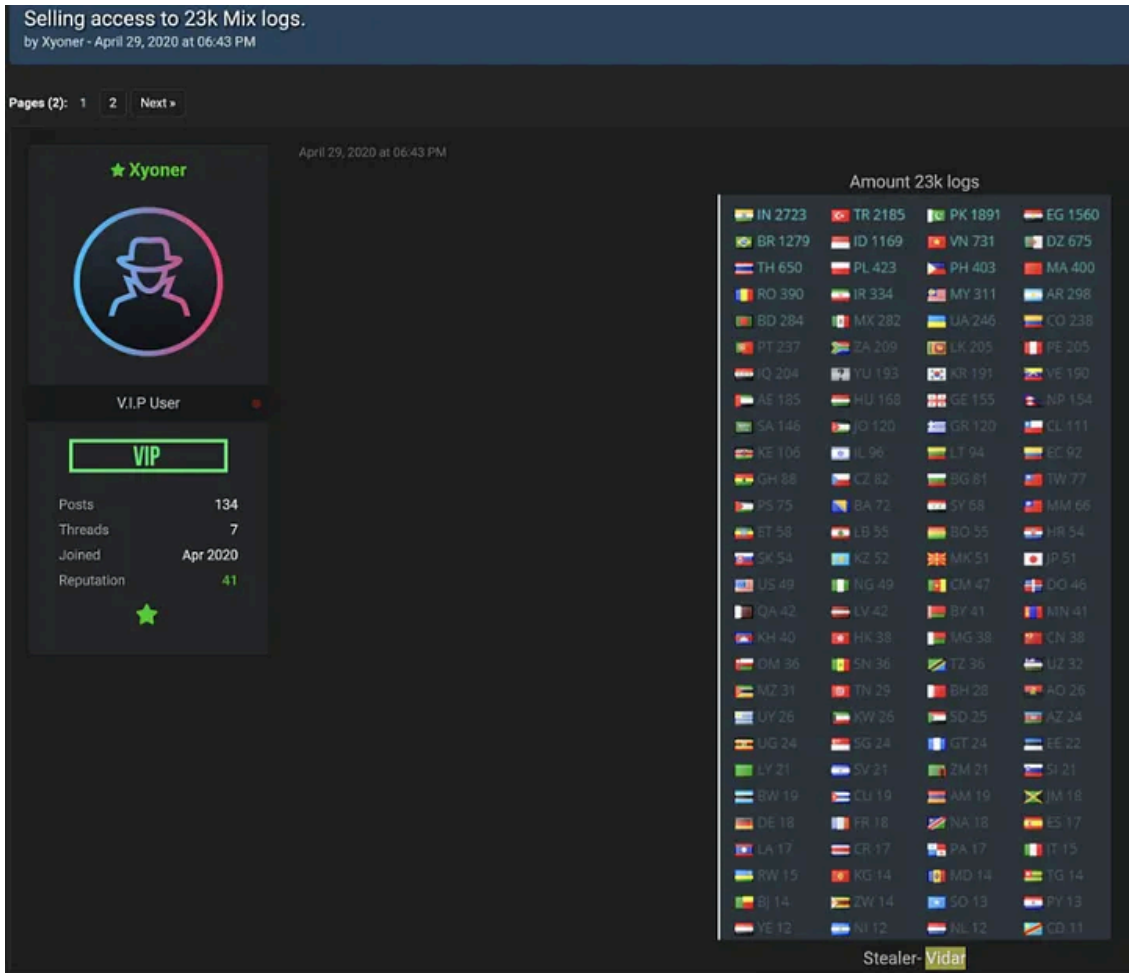 Selling access to 23k Mix logs.
by Xyoner - April 29, 2020 at 06:43 PM
Pages (2): 1 2 Next »
April 29, 2020 at 06:43 PM
Xyoner
V.I.P User
VIP
Posts 134
Threads 7
Joined Apr 2020
Reputation 41
Amount 23k logs
IN 2723 TR 2185 PK 1891 EG 1560
BR 1279 ID 1169 VN 731 DZ 675
TH 650 PL 423 PH 403 MA 400
RO 390 IR 334 MY 311 AR 298
BD 284 MX 282 UA 246 CO 238
PT 237 ZA 209 LK 205 PE 205
IQ 204 YU 193 KR 191 VE 190
AE 185 HU 168 GE 155 NP 154
SA 146 JO 120 GR 120 CL 111
KE 106 IL 96 LT 94 EC 92
GH 88 CZ 82 BG 81 TW 77
PS 75 BA 72 SY 68 MM 66
ET 58 LB 55 BO 55 HR 54
SK 54 KZ 52 MK 51 JP 51
US 49 NG 49 CM 47 DO 46
QA 42 LV 42 BY 41 MN 41
KH 40 HK 38 MG 38 CN 38
OM 36 SN 36 TZ 36 UZ 32
MZ 31 TN 29 BH 28 AO 26
UY 26 KW 26 SD 25 AZ 24
UG 24 SG 24 GT 24 EE 22
LY 21 SV 21 ZM 21 SI 21
BW 19 CU 19 AM 19 JM 18
DE 18 FR 18 NA 18 ES 17
LA 17 CR 17 PA 17 IT 15
RW 15 KG 14 MD 14 TG 14
BJ 14 ZW 14 SO 13 PY 13
YE 12 NI 12 NL 12 CD 11
Stealer- Vidar